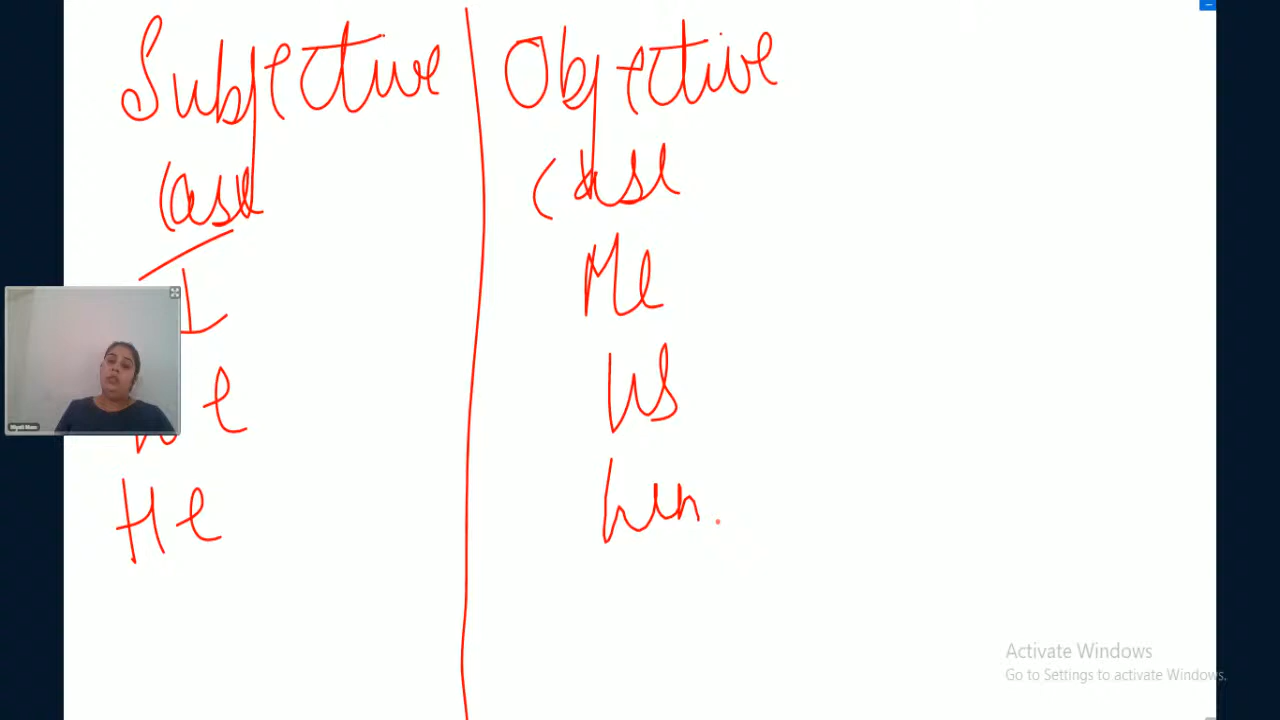 Subjective Objective
Case Case
I Me
We Us
He him
Activate Windows
Go to Settings to activate Windows.